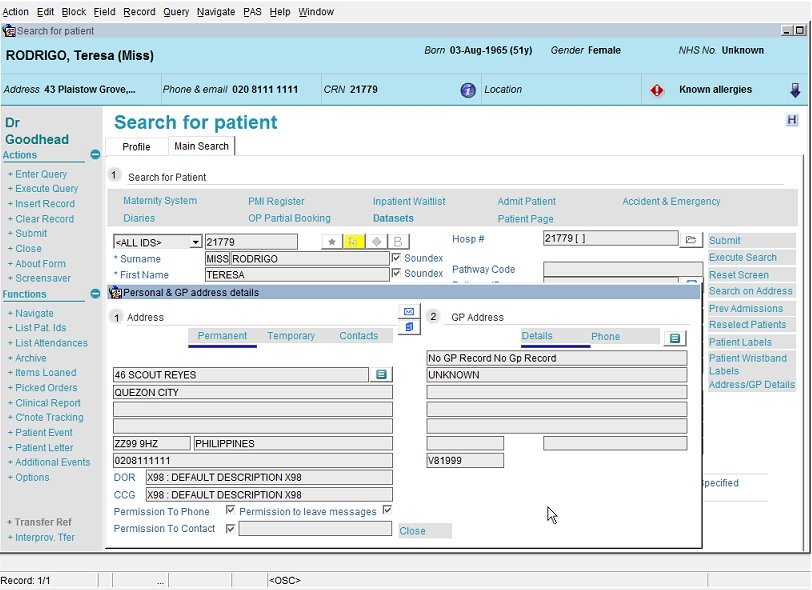 Action Edit Block Field Record Query Navigate PAS Help Window
Search for patient
RODRIGO, Teresa (Miss)
Born 03-Aug-1965 (51y) Gender Female NHS No. Unknown
Address 43 Plaistow Grove,... Phone & email 020 8111 1111 CRN 21779 Location Known allergies
Dr
Goodhead
Actions
+ Enter Query
+ Execute Query
+ Insert Record
+ Clear Record
+ Submit
+ Close
+ About Form
+ Screensaver
Functions
+ Navigate
+ List Pat. Ids
+ List Attendances
+ Archive
+ Items Loaned
+ Picked Orders
+ Clinical Report
+ C'note Tracking
+ Patient Event
+ Patient Letter
+ Additional Events
+ Options
+ Transfer Ref
+ Interprov. Tfer
Search for patient
H
Profile Main Search
1 Search for Patient
Maternity System PMI Register Inpatient Waitlist Admit Patient Accident & Emergency
Diaries OP Partial Booking Datasets Patient Page
<ALL IDS> 21779 B Hosp # 21779 [ ]
* Surname MISS RODRIGO Soundex
* First Name TERESA Soundex Pathway Code
Submit
Execute Search
Reset Screen
Search on Address
Prev Admissions
Reselect Patients
Patient Labels
Patient Wristband
Labels
Address/GP Details
Personal & GP address details
1 Address
Permanent Temporary Contacts
46 SCOUT REYES
QUEZON CITY
ZZ99 9HZ PHILIPPINES
0208111111
DOR X98 : DEFAULT DESCRIPTION X98
CCG X98 : DEFAULT DESCRIPTION X98
Permission To Phone Permission to leave messages
Permission To Contact Close
2 GP Address
Details Phone
No GP Record No Gp Record
UNKNOWN
V81999
specified
Record: 1/1 ... <OSC>